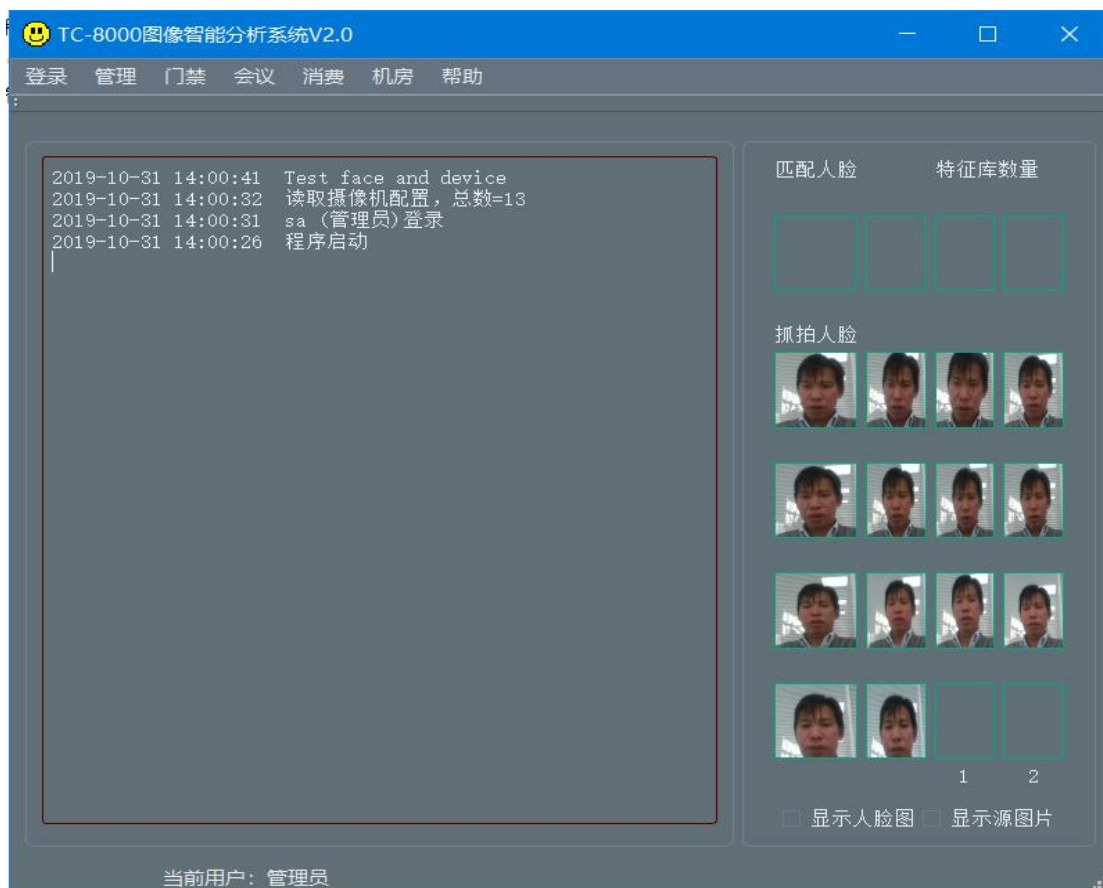 TC-8000图像智能分析系统V2.0
登录 管理 门禁 会议 消费 机房 帮助
2019-10-31 14:00:41 Test face and device
2019-10-31 14:00:32 读取摄像机配置，总数=13
2019-10-31 14:00:31 sa (管理员)登录
2019-10-31 14:00:26 程序启动
匹配人脸 特征库数量
抓拍人脸
1 2
显示人脸图 显示源图片
当前用户: 管理员